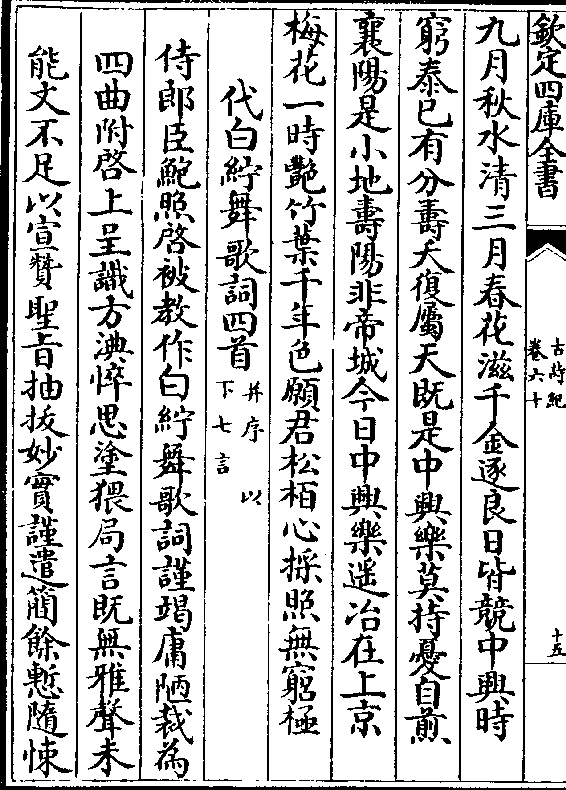 欽定四庫全書
古詩紀
卷六十
十五
九月秋水清三月春花滋千金逐良日皆競中興時
窮泰已有分壽夭復屬天既是中興樂莫持憂自煎
襄陽是小地壽陽非帝城今日中興樂遥冶在上京
梅花一時艶竹葉千年色願君松栢心採照無窮極
代白紵舞歌詞四首并序 以下七言
侍郎臣鮑照啓被教作白紵舞歌詞謹竭庸陋裁為
四曲附啓上呈識方淟悴思塗猥局言既無雅聲未
能文不足以宣贊聖旨抽拔妙實謹遣簡餘慙隨悚